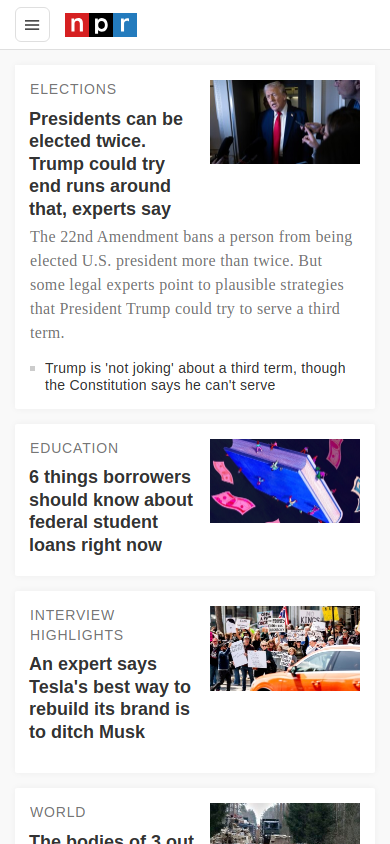 npr
ELECTIONS
Presidents can be
elected twice.
Trump could try
end runs around
that, experts say
The 22nd Amendment bans a person from being
elected U.S. president more than twice. But
some legal experts point to plausible strategies
that President Trump could try to serve a third
term.
Trump is 'not joking' about a third term, though
the Constitution says he can't serve
EDUCATION
6 things borrowers
should know about
federal student
loans right now
INTERVIEW
HIGHLIGHTS
An expert says
Tesla's best way to
rebuild its brand is
to ditch Musk
WORLD
The bodies of 3 out